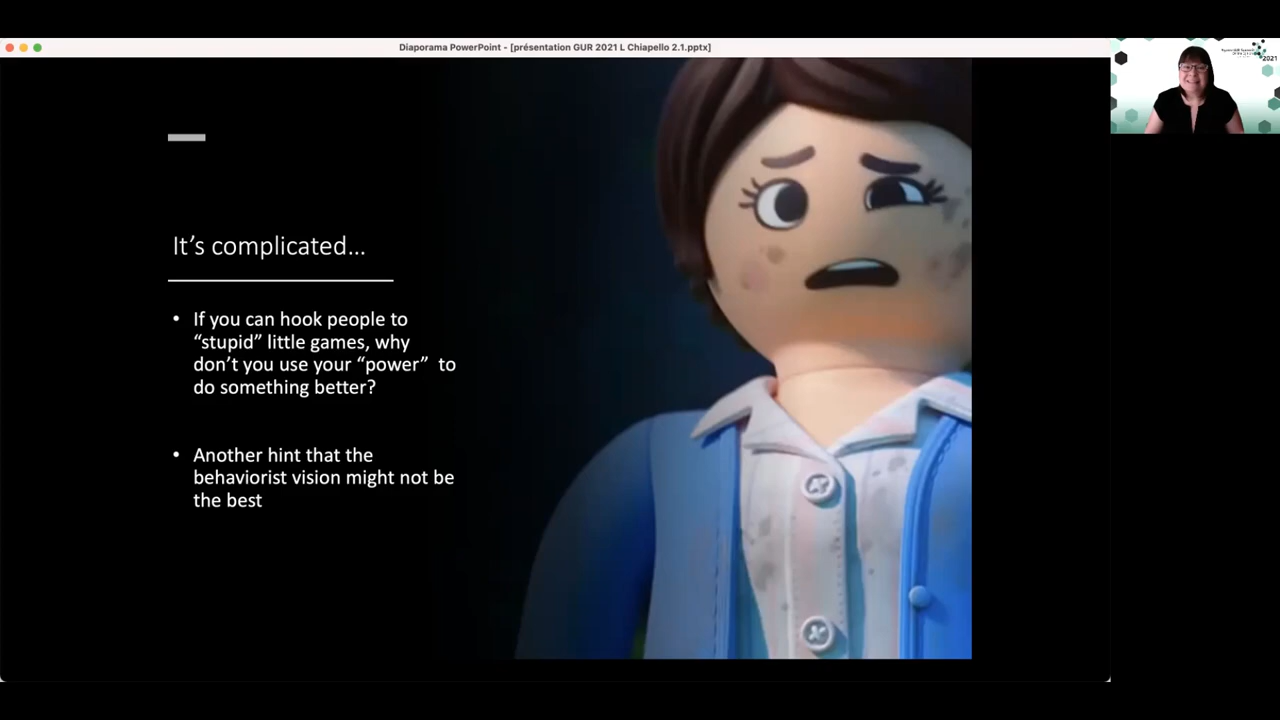 Diaporama PowerPoint - [présentation GUR 2021 L Chiapello 2.1.pptx]
2021
It’s complicated...
• If you can hook people to
“stupid” little games, why
don’t you use your “power”  to
do something better?
• Another hint that the
behaviorist vision might not be
the best